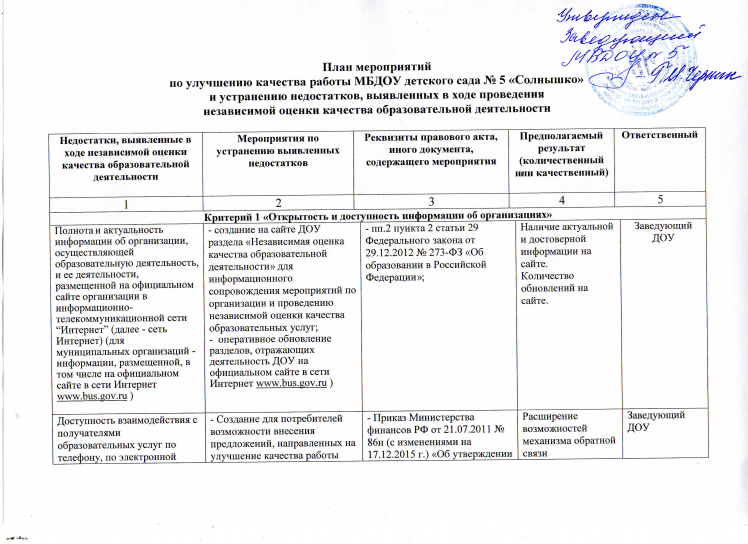 Утверждаю
Заведующий
МБДОУ № 5
План мероприятий
по улучшению качества работы МБДОУ детского сада № 5 «Солнышко»
и устранению недостатков, выявленных в ходе проведения
независимой оценки качества образовательной деятельности
Недостатки, выявленные в
ходе независимой оценки
качества образовательной
деятельности
Мероприятия по
устранению выявленных
недостатков
Реквизиты правового акта,
иного документа,
содержащего мероприятия
Предполагаемый
результат
(количественный
или качественный)
Ответственный
1 2 3 4 5
Критерий 1 «Открытость и доступность информации об организациях»
Полнота и актуальность
информации об организации,
осуществляющей
образовательную деятельность,
и ее деятельности,
размещенной на официальном
сайте организации в
информационно-
телекоммуникационной сети
“Интернет” (далее - сеть
Интернет) (для
муниципальных организаций -
информации, размещенной, в
том числе на официальном
сайте в сети Интернет
www.bus.gov.ru )
- создание на сайте ДОУ
раздела «Независимая оценка
качества образовательной
деятельности» для
информационного
сопровождения мероприятий по
организации и проведению
независимой оценки качества
образовательных услуг;
- оперативное обновление
разделов, отражающих
деятельность ДОУ на
официальном сайте в сети
Интернет www.bus.gov.ru )
- пп.2 пункта 2 статьи 29
Федерального закона от
29.12.2012 № 273-ФЗ «Об
образовании в Российской
Федерации»;
Наличие актуальной
и достоверной
информации на
сайте.
Количество
обновлений на
сайте.
Заведующий
ДОУ
Доступность взаимодействия с
получателями
образовательных услуг по
телефону, по электронной
- Создание для потребителей
возможности внесения
предложений, направленных на
улучшение качества работы
- Приказ Министерства
финансов РФ от 21.07.2011 №
86н (с изменениями на
17.12.2015 г.) «Об утверждении
Расширение
возможностей
механизма обратной
связи
Заведующий
ДОУ